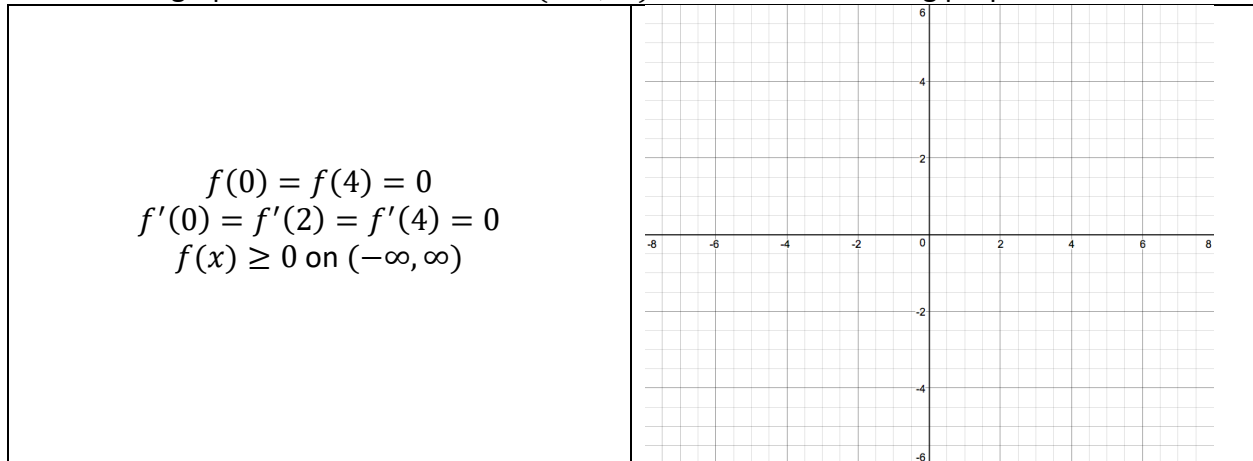 f(0) = f(4) = 0
f′(0) = f′(2) = f′(4) = 0
f(x) ≥ 0 on (−∞, ∞)
6
4
2
-8 -6 -4 -2 0 2 4 6 8
-2
-4
-6